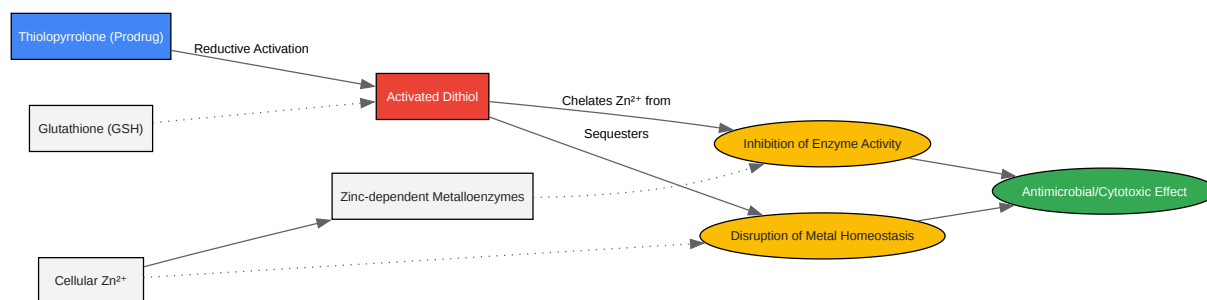 Thiolopyrrolone (Prodrug)
Reductive Activation
Glutathione (GSH)
Activated Dithiol
Chelates Zn²⁺ from
Sequesters
Inhibition of Enzyme Activity
Zinc-dependent Metalloenzymes
Antimicrobial/Cytotoxic Effect
Disruption of Metal Homeostasis
Cellular Zn²⁺